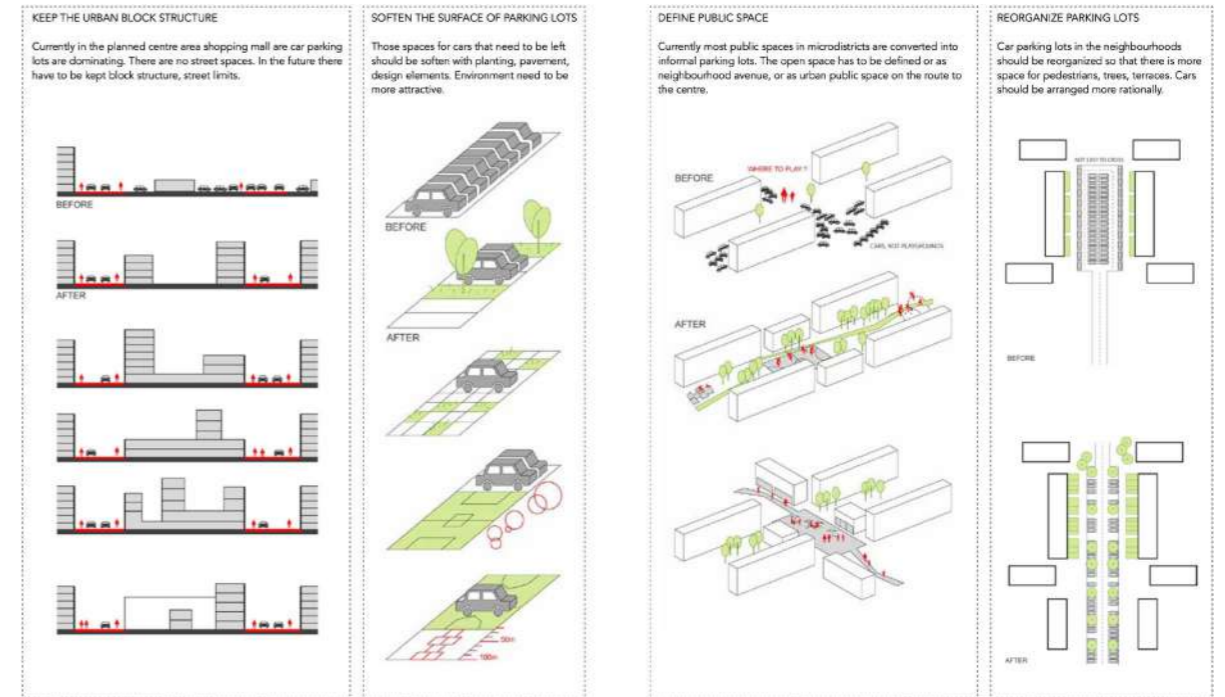 KEEP THE URBAN BLOCK STRUCTURE
Currently in the planned centre area shopping mall are car parking
lots are dominating. There are no street spaces. In the future there
have to be kept block structure, street limits.
BEFORE
AFTER
SOFTEN THE SURFACE OF PARKING LOTS
Those spaces for cars that need to be left
should be soften with planting, pavement,
design elements. Environment need to be
more attractive.
BEFORE
AFTER
50m
100m
DEFINE PUBLIC SPACE
Currently most public spaces in microdistricts are converted into
informal parking lots. The open space has to be defined or as
neighbourhood avenue, or as urban public space on the route to
the centre.
BEFORE
WHERE TO PLAY ?
CARS, NOT PLAYGROUNDS
AFTER
REORGANIZE PARKING LOTS
Car parking lots in the neighbourhoods
should be reorganized so that there is more
space for pedestrians, trees, terraces. Cars
should be arranged more rationally.
NOT EASY TO CROSS
BEFORE
AFTER